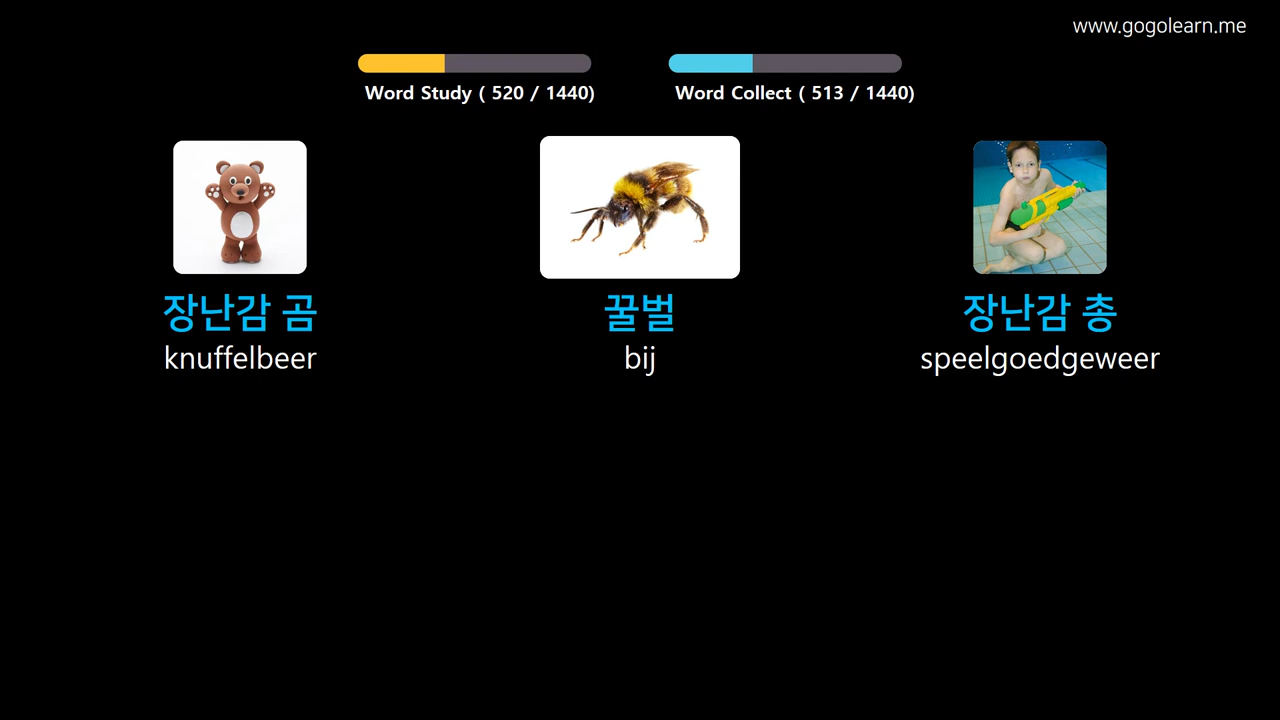 www.gogolearn.me
Word Study ( 520 / 1440)
Word Collect ( 513 / 1440)
장난감 곰
knuffelbeer
꿀벌
bij
장난감 총
speelgoedgeweer